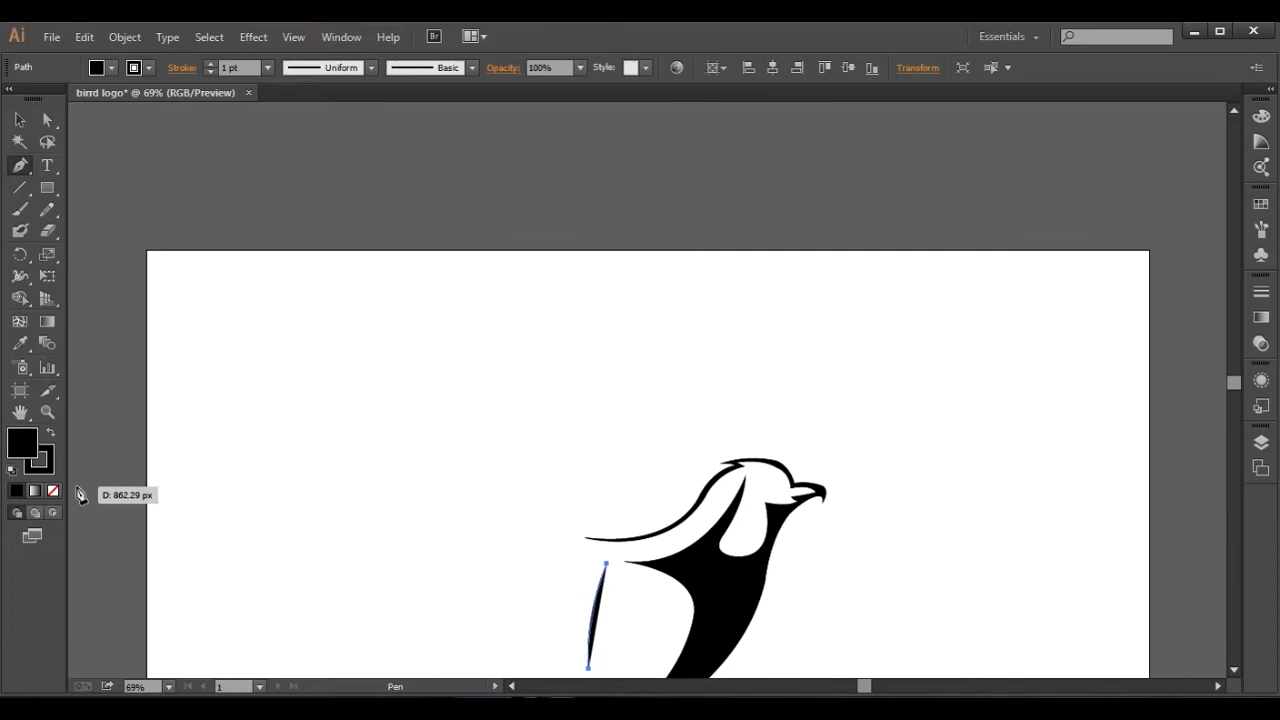 Ai File Edit Object Type Select Effect View Window Help Br Essentials
Path Stroke: 1 pt Uniform Basic Opacity: 100% Style: Transform
birrd logo* @ 69% (RGB/Preview)
T
D: 862.29 px
69% 1 Pen